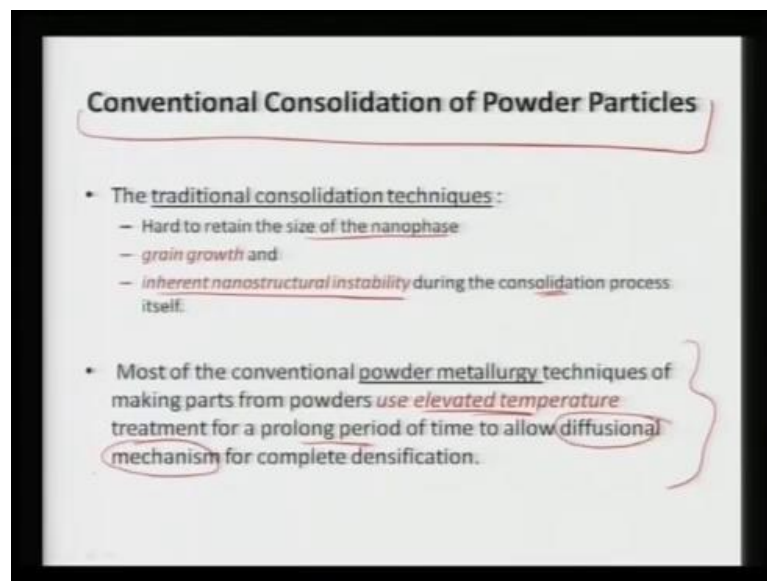 Conventional Consolidation of Powder Particles
• The traditional consolidation techniques :
– Hard to retain the size of the nanophase
– grain growth and
– inherent nanostructural instability during the consolidation process
itself.
• Most of the conventional powder metallurgy techniques of
making parts from powders use elevated temperature
treatment for a prolong period of time to allow diffusional
mechanism for complete densification.